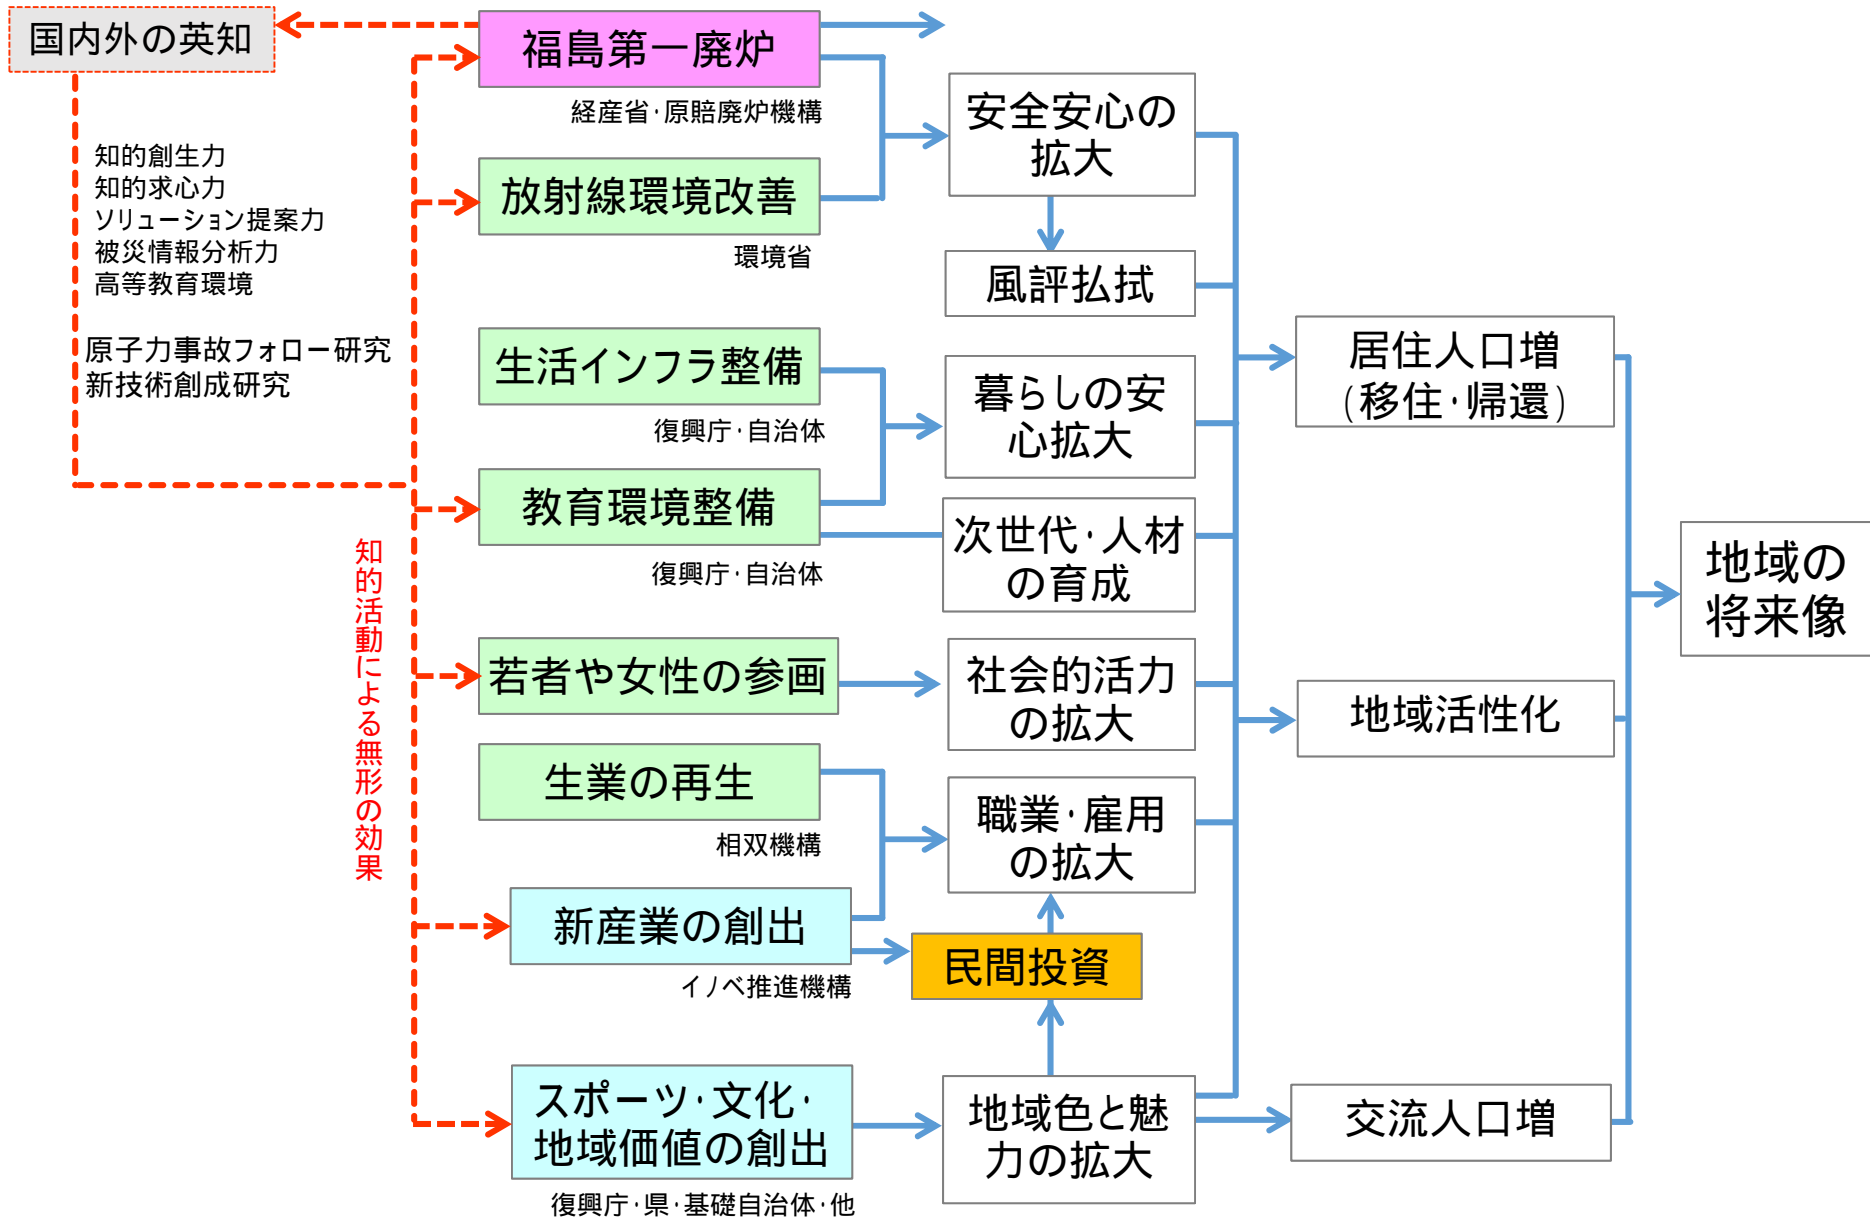 国内外の英知
知的創生力
知的求心力
ソリューション提案力
被災情報分析力
高等教育環境
原子力事故フォロー研究
新技術創成研究
知的活動による無形の効果
福島第一廃炉
経産省・原賠廃炉機構
放射線環境改善
環境省
生活インフラ整備
復興庁・自治体
教育環境整備
復興庁・自治体
若者や女性の参画
生業の再生
相双機構
新産業の創出
イノベ推進機構
スポーツ・文化・
地域価値の創出
復興庁・県・基礎自治体・他
安全安心の
拡大
風評払拭
暮らしの安
心拡大
次世代・人材
の育成
社会的活力
の拡大
職業・雇用
の拡大
民間投資
地域色と魅
力の拡大
居住人口増
(移住・帰還)
地域活性化
交流人口増
地域の
将来像